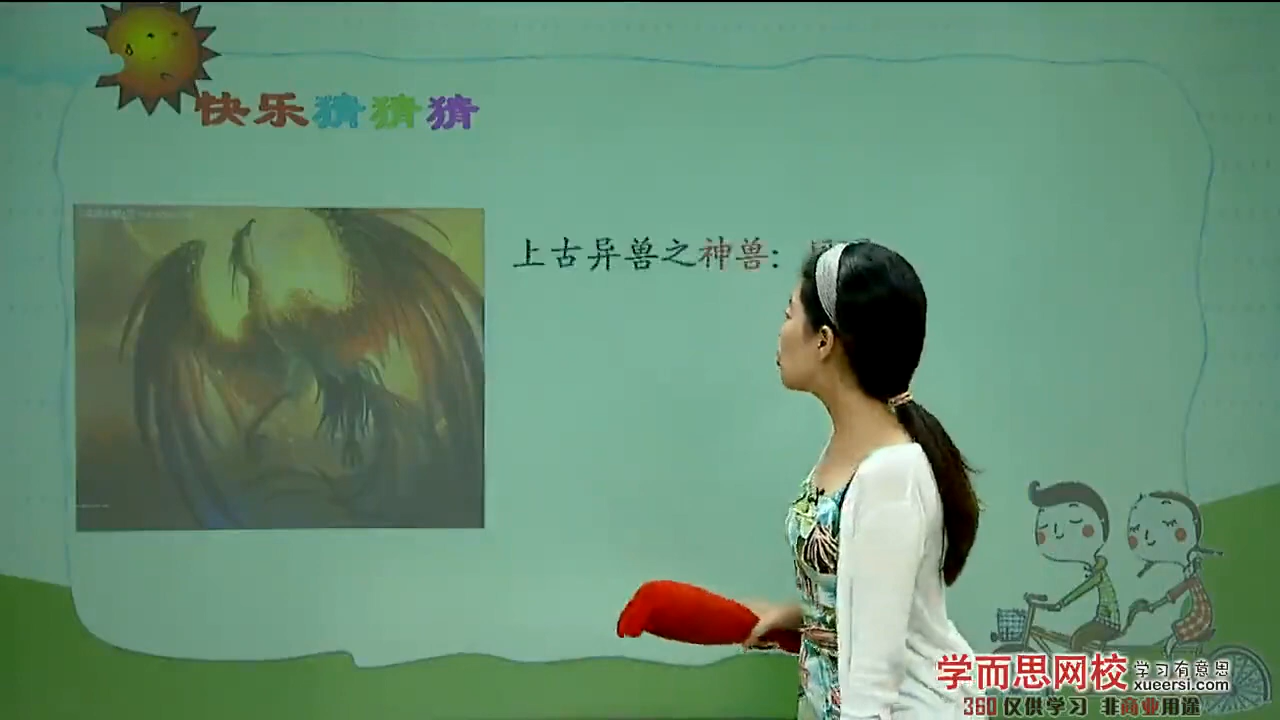 快乐猜猜猜
上古异兽之神兽:
学而思网校
学习有意思
xueersi.com
360 仅供学习 非商业用途